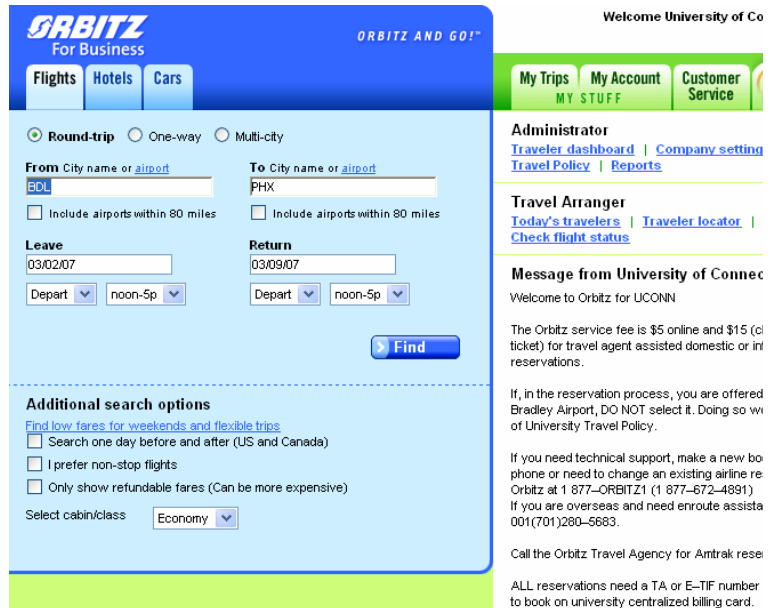 ORBITZ
For Business
ORBITZ AND GO!℠
Flights Hotels Cars
Round-trip One-way Multi-city
From City name or airport
To City name or airport
BDL
PHX
Include airports within 80 miles
Include airports within 80 miles
Leave
Return
03/02/07
03/09/07
Depart noon-5p
Depart noon-5p
Find
Additional search options
Find low fares for weekends and flexible trips
Search one day before and after (US and Canada)
I prefer non-stop flights
Only show refundable fares (Can be more expensive)
Select cabin/class Economy
Welcome University of Co
My Trips My Account Customer Service
MY STUFF
Administrator
Traveler dashboard | Company setting
Travel Policy | Reports
Travel Arranger
Today's travelers | Traveler locator |
Check flight status
Message from University of Connec
Welcome to Orbitz for UCONN
The Orbitz service fee is $5 online and $15 (cl
ticket) for travel agent assisted domestic or int
reservations.
If, in the reservation process, you are offered
Bradley Airport, DO NOT select it. Doing so wo
of University Travel Policy.
If you need technical support, make a new boo
phone or need to change an existing airline re
Orbitz at 1 877–ORBITZ1 (1 877–672–4891)
If you are overseas and need enroute assista
001(701)280–5683.
Call the Orbitz Travel Agency for Amtrak rese
ALL reservations need a TA or E–TIF number
to book on university centralized billing card.